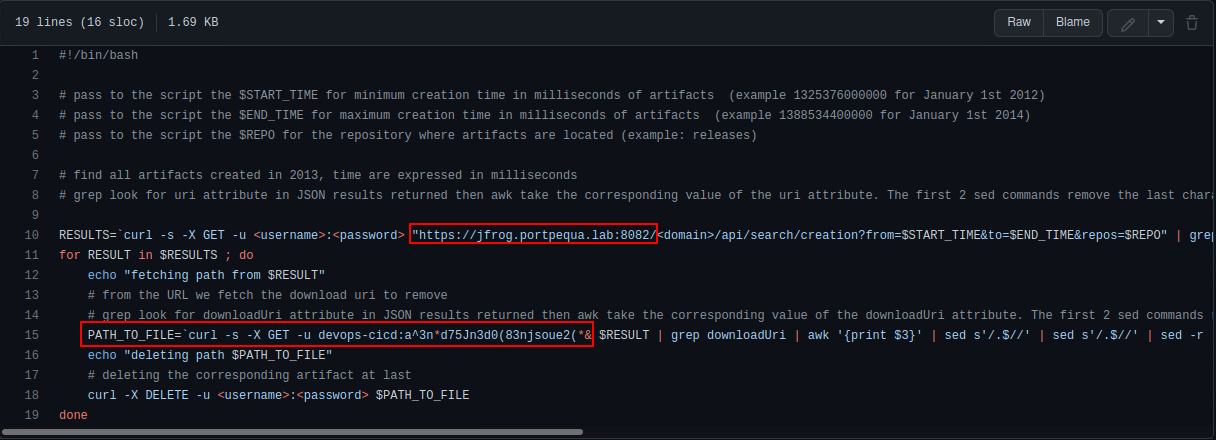 19 lines (16 sloc) 1.69 KB Raw Blame
1 #!/bin/bash
2
3 # pass to the script the $START_TIME for minimum creation time in milliseconds of artifacts (example 1325376000000 for January 1st 2012)
4 # pass to the script the $END_TIME for maximum creation time in milliseconds of artifacts (example 1388534400000 for January 1st 2014)
5 # pass to the script the $REPO for the repository where artifacts are located (example: releases)
6
7 # find all artifacts created in 2013, time are expressed in milliseconds
8 # grep look for uri attribute in JSON results returned then awk take the corresponding value of the uri attribute. The first 2 sed commands remove the last chara
9
10 RESULTS=`curl -s -X GET -u <username>:<password> "https://jfrog.portpequa.lab:8082/<domain>/api/search/creation?from=$START_TIME&to=$END_TIME&repos=$REPO" | grep
11 for RESULT in $RESULTS ; do
12 echo "fetching path from $RESULT"
13 # from the URL we fetch the download uri to remove
14 # grep look for downloadUri attribute in JSON results returned then awk take the corresponding value of the downloadUri attribute. The first 2 sed commands
15 PATH_TO_FILE=`curl -s -X GET -u devops-cicd:a^3n*d75Jn3d0(83njsoue2(*& $RESULT | grep downloadUri | awk '{print $3}' | sed s'/.$//' | sed s'/.$//' | sed -r
16 echo "deleting path $PATH_TO_FILE"
17 # deleting the corresponding artifact at last
18 curl -X DELETE -u <username>:<password> $PATH_TO_FILE
19 done